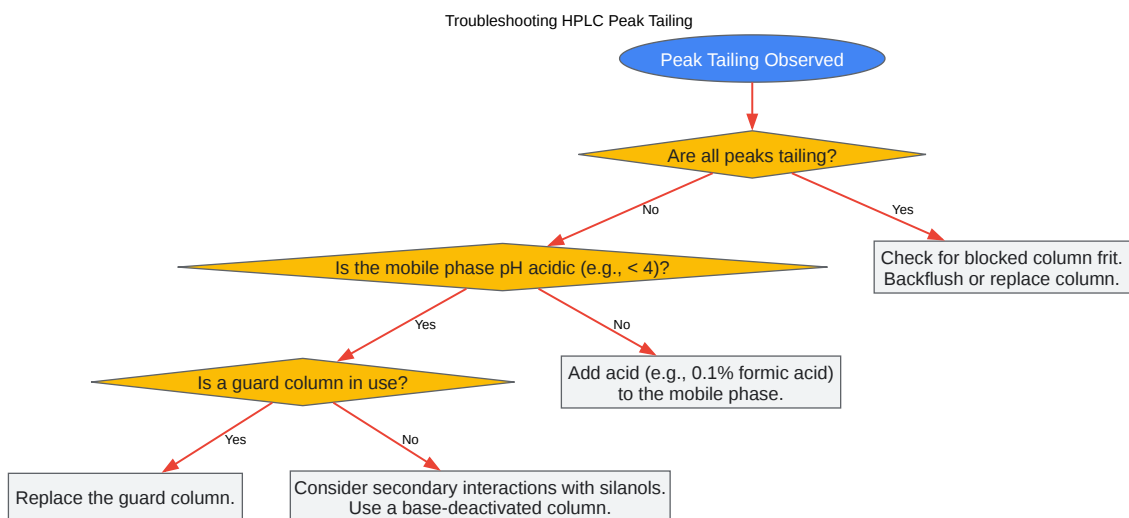 Troubleshooting HPLC Peak Tailing
Peak Tailing Observed
Are all peaks tailing?
No
Yes
Is the mobile phase pH acidic (e.g., < 4)?
Check for blocked column frit.
Backflush or replace column.
Yes
No
Is a guard column in use?
Add acid (e.g., 0.1% formic acid)
to the mobile phase.
Yes
No
Replace the guard column.
Consider secondary interactions with silanols.
Use a base-deactivated column.